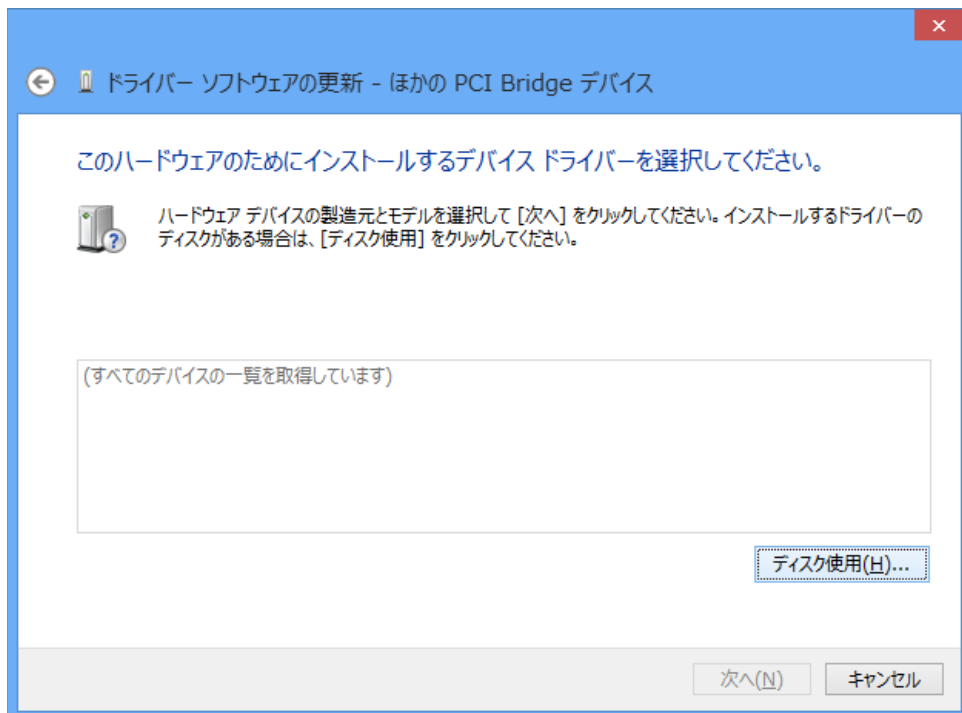 ドライバー ソフトウェアの更新 - ほかの PCI Bridge デバイス
このハードウェアのためにインストールするデバイス ドライバーを選択してください。
ハードウェア デバイスの製造元とモデルを選択して [次へ] をクリックしてください。インストールするドライバーの
ディスクがある場合は、[ディスク使用] をクリックしてください。
(すべてのデバイスの一覧を取得しています)
ディスク使用(H)...
次へ(N)
キャンセル